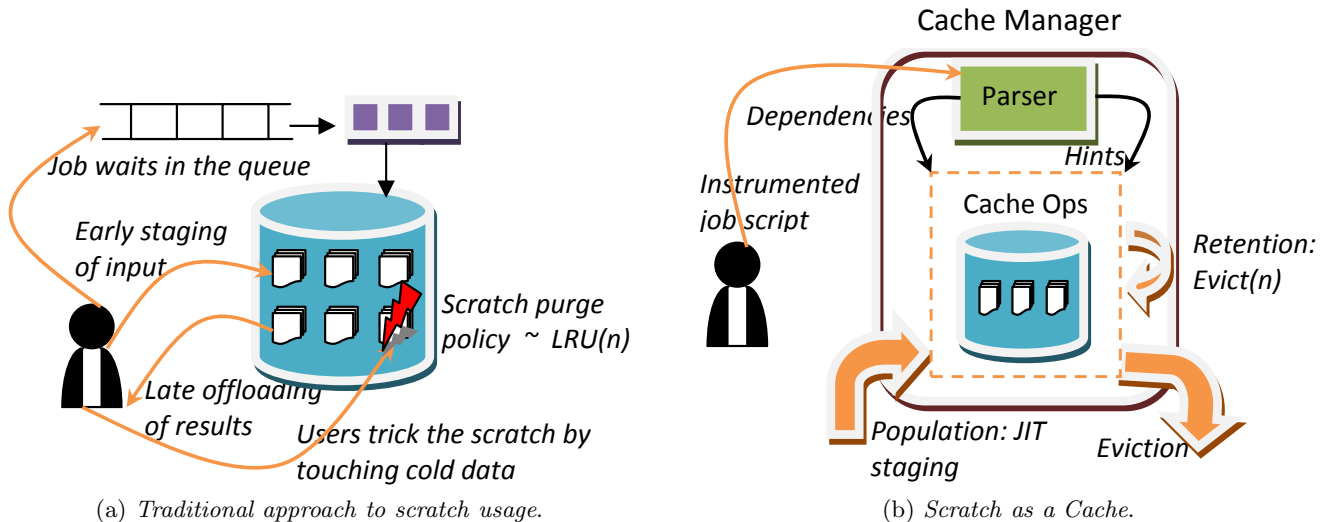 Job waits in the queue
Early staging
of input
Scratch purge
policy ~ LRU(n)
Late offloading
of results
Users trick the scratch by
touching cold data
(a) Traditional approach to scratch usage.
Cache Manager
Parser
Dependencies
Hints
Instrumented
job script
Cache Ops
Retention:
Evict(n)
Population: JIT
staging
Eviction
(b) Scratch as a Cache.